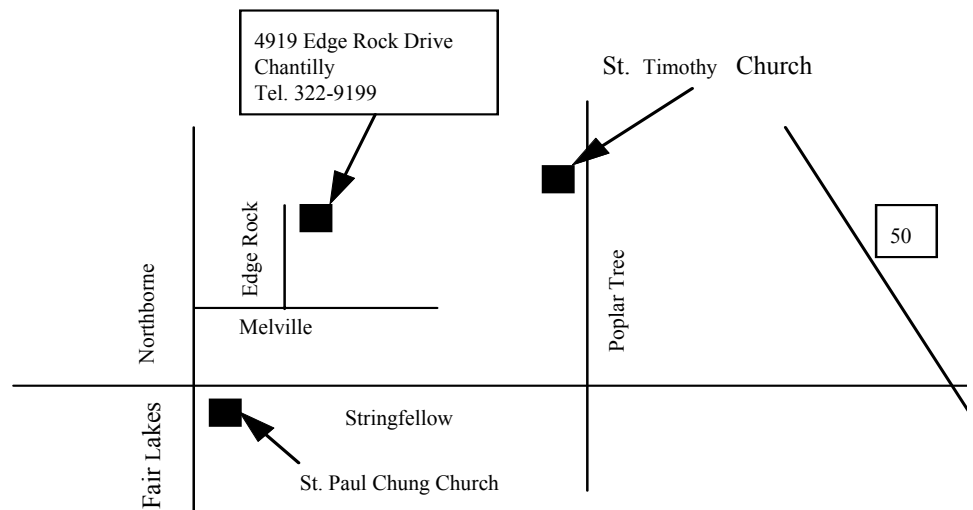 4919 Edge Rock Drive
Chantilly
Tel. 322-9199
St. Timothy Church
50
Edge Rock
Northborne
Poplar Tree
Melville
Stringfellow
Fair Lakes
St. Paul Chung Church